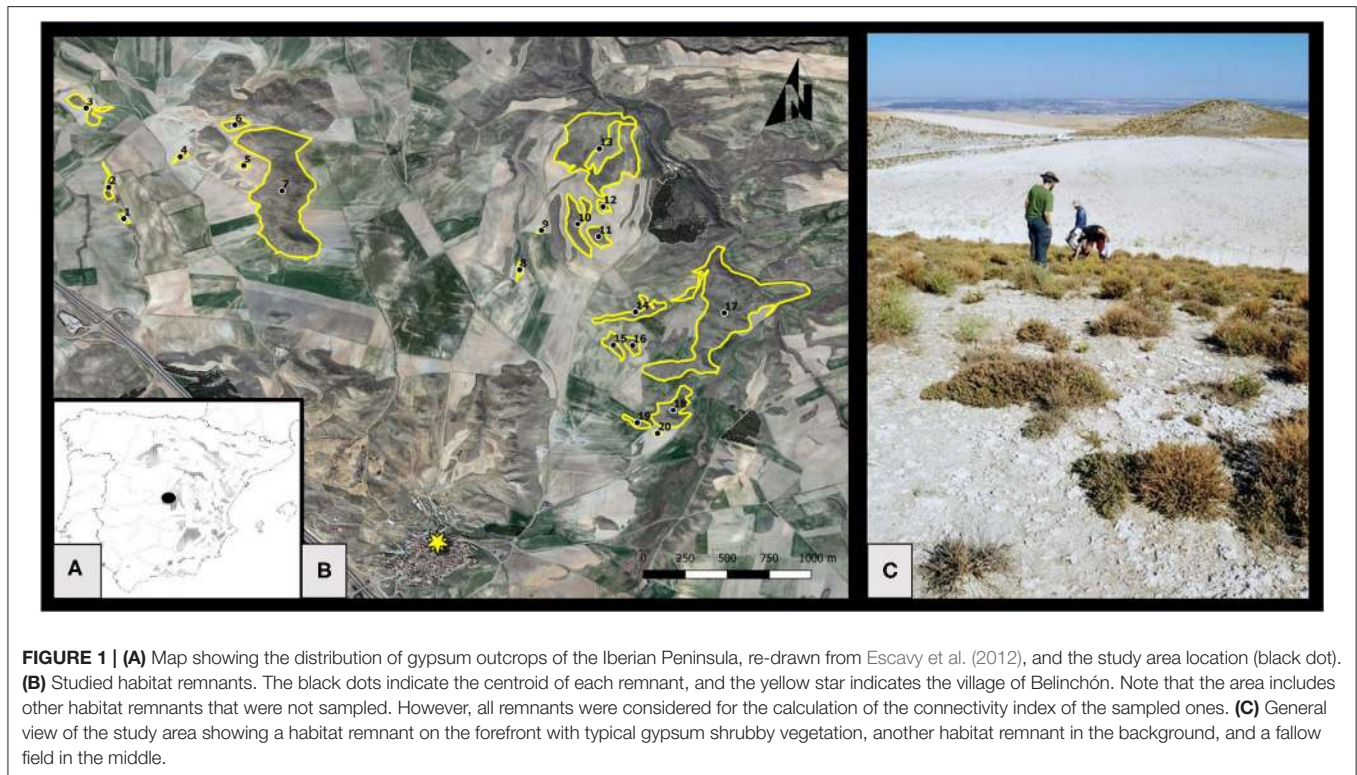 3
6
4
5
7
2
1
13
12
10
9
11
8
14
17
15
16
18
19
20
N
0 250 500 750 1000 m
A
B
C
FIGURE 1 | (A) Map showing the distribution of gypsum outcrops of the Iberian Peninsula, re-drawn from Escavy et al. (2012), and the study area location (black dot).
(B) Studied habitat remnants. The black dots indicate the centroid of each remnant, and the yellow star indicates the village of Belinchón. Note that the area includes
other habitat remnants that were not sampled. However, all remnants were considered for the calculation of the connectivity index of the sampled ones. (C) General
view of the study area showing a habitat remnant on the forefront with typical gypsum shrubby vegetation, another habitat remnant in the background, and a fallow
field in the middle.